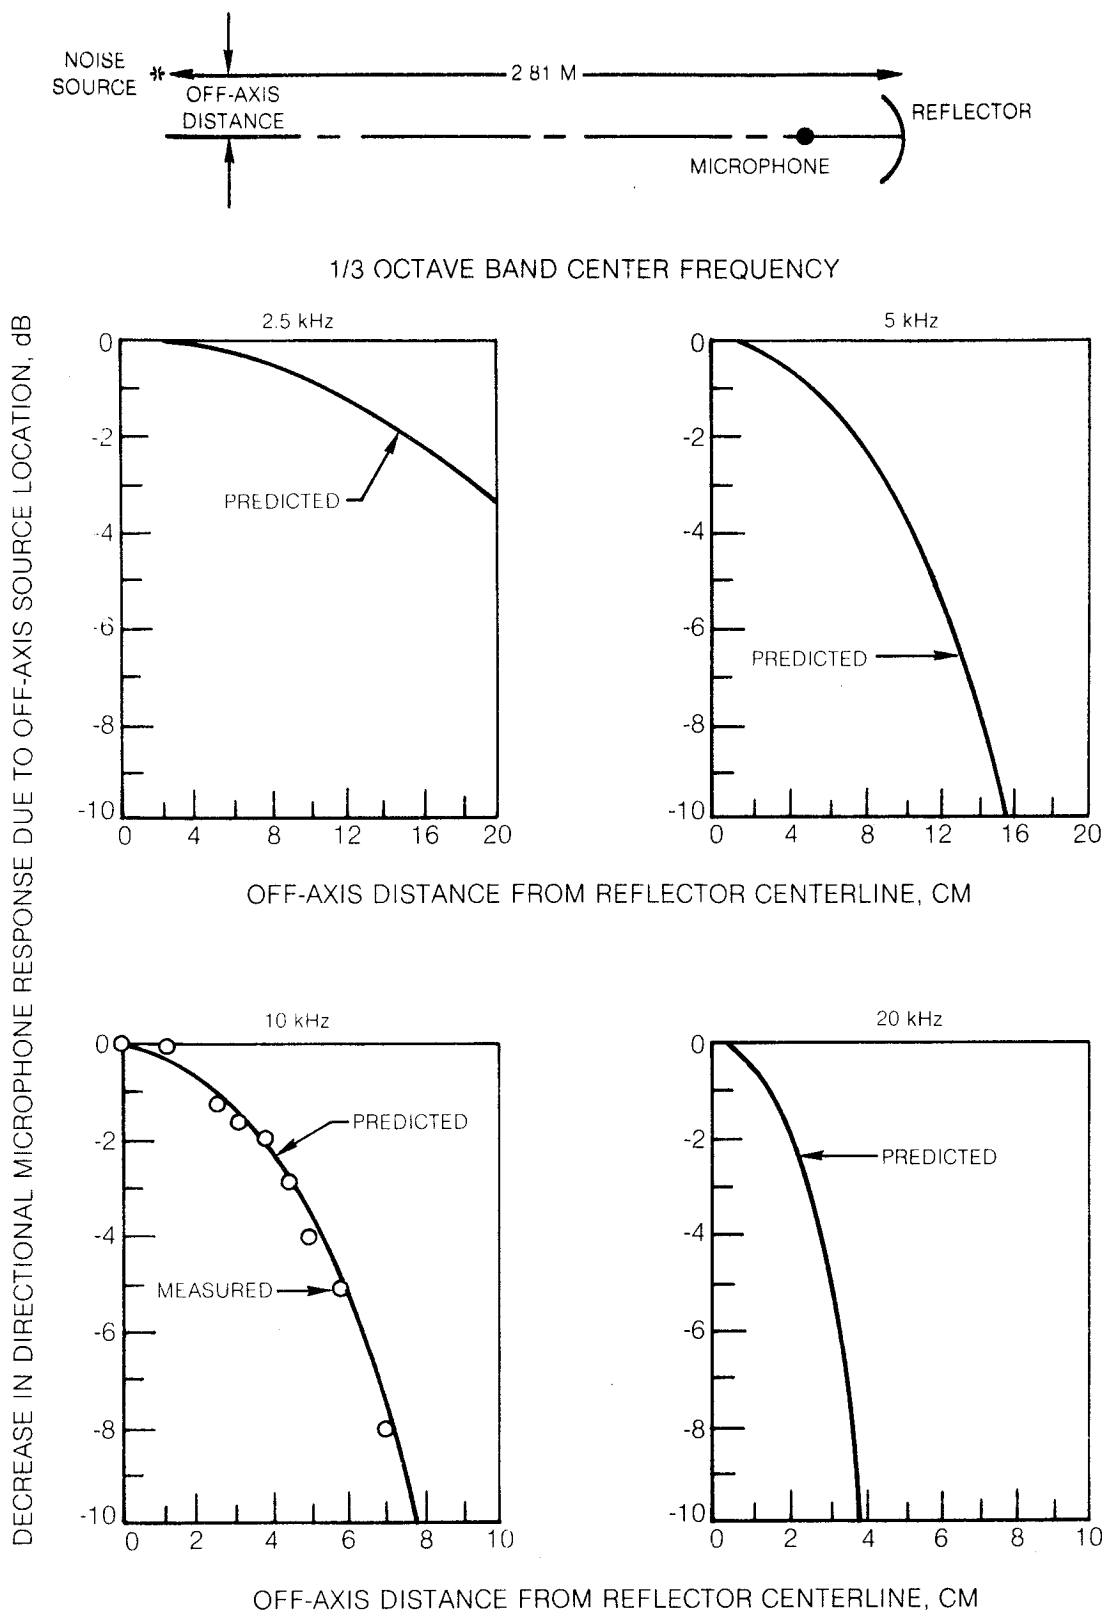 NOISE
SOURCE
2 81 M
OFF-AXIS
DISTANCE
REFLECTOR
MICROPHONE
1/3 OCTAVE BAND CENTER FREQUENCY
DECREASE IN DIRECTIONAL MICROPHONE RESPONSE DUE TO OFF-AXIS SOURCE LOCATION, dB
2.5 kHz
0
-2
-4
-6
-8
-10
PREDICTED
0 4 8 12 16 20
5 kHz
0
-2
-4
-6
-8
-10
PREDICTED
0 4 8 12 16 20
OFF-AXIS DISTANCE FROM REFLECTOR CENTERLINE, CM
10 kHz
0
-2
-4
-6
-8
-10
PREDICTED
MEASURED
0 2 4 6 8 10
20 kHz
0
-2
-4
-6
-8
-10
PREDICTED
0 2 4 6 8 10
OFF-AXIS DISTANCE FROM REFLECTOR CENTERLINE, CM